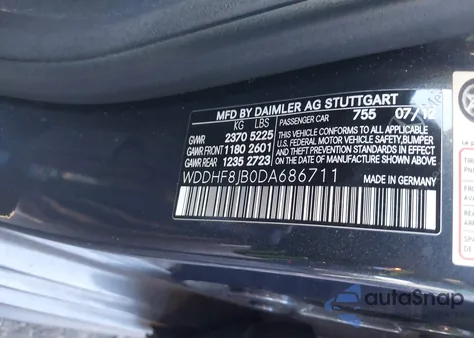 MFD BY DAIMLER AG STUTTGART
KG LBS PASSENGER CAR 755 07/12
GVWR 2370 5225
GAWR FRONT 1180 2601
GAWR REAR 1235 2723
THIS VEHICLE CONFORMS TO ALL APPLICABLE
U.S. FEDERAL MOTOR VEHICLE SAFETY, BUMPER
AND THEFT PREVENTION STANDARDS IN EFFECT
ON THE DATE OF MANUFACTURE SHOWN ABOVE.
WDDHF8JB0DA686711
MADE IN GERMANY
autoSnap